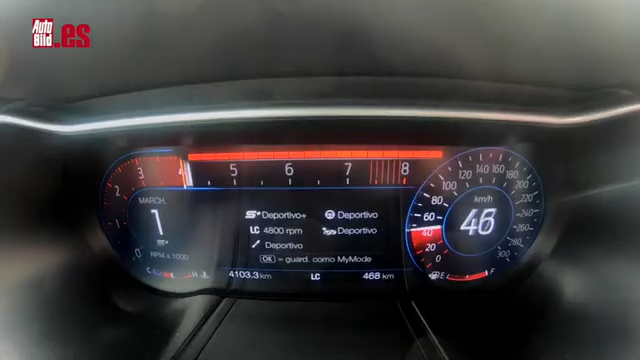 Auto
Bild
.es
2 3 4 5 6 7 8
MARCH.
1
0
RPM x 1000
C H
S+ Deportivo+
Deportivo
LC 4800 rpm
Deportivo
Deportivo
OK = guard. como MyMode
4103.3 km
LC
468 km
km/h
46
0 20 40 60 80 100 120 140 160 180 200 220 240 260 280 300
E F